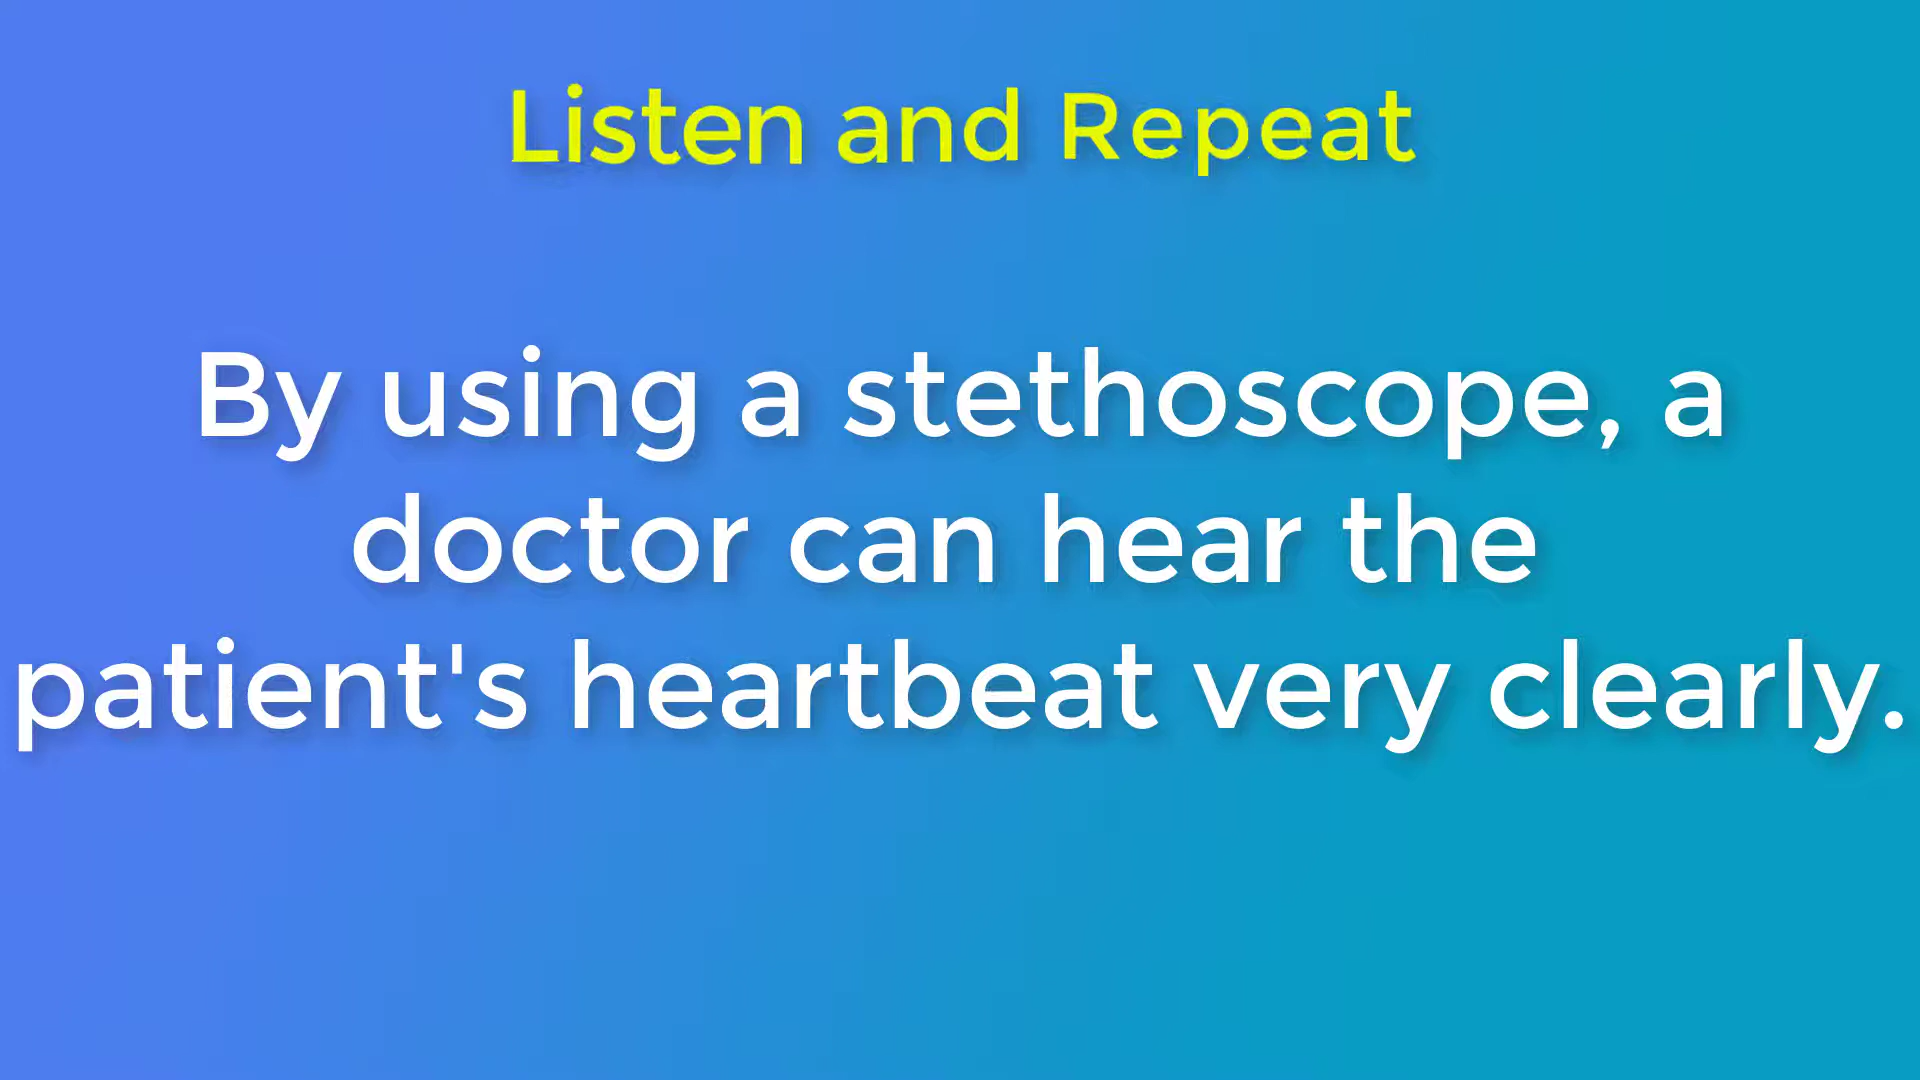 Listen and Repeat
By using a stethoscope, a
doctor can hear the
patient's heartbeat very clearly.